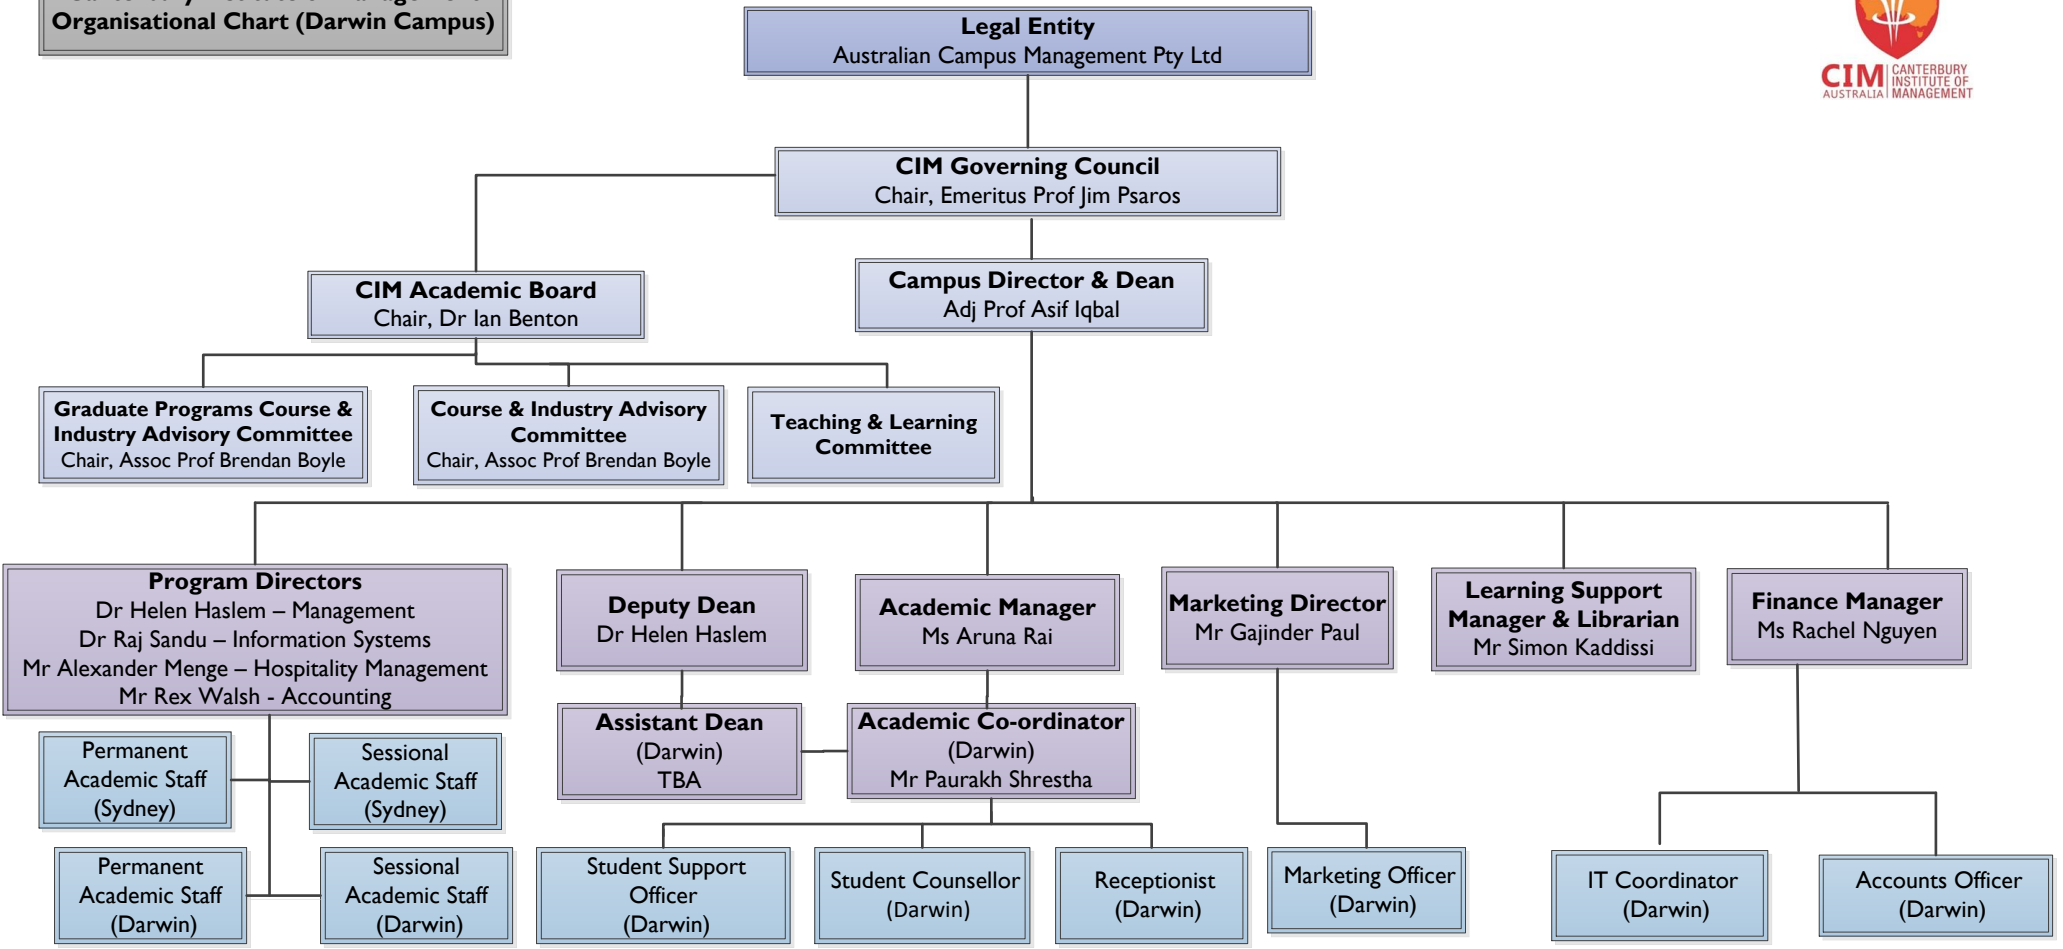 Organisational Chart (Darwin Campus)
Legal Entity
Australian Campus Management Pty Ltd
CIM
AUSTRALIA
CANTERBURY
INSTITUTE OF
MANAGEMENT
CIM Governing Council
Chair, Emeritus Prof Jim Psaros
CIM Academic Board
Chair, Dr Ian Benton
Campus Director & Dean
Adj Prof Asif Iqbal
Graduate Programs Course &
Industry Advisory Committee
Chair, Assoc Prof Brendan Boyle
Course & Industry Advisory
Committee
Chair, Assoc Prof Brendan Boyle
Teaching & Learning
Committee
Program Directors
Dr Helen Haslem – Management
Dr Raj Sandu – Information Systems
Mr Alexander Menge – Hospitality Management
Mr Rex Walsh - Accounting
Deputy Dean
Dr Helen Haslem
Academic Manager
Ms Aruna Rai
Marketing Director
Mr Gajinder Paul
Learning Support
Manager & Librarian
Mr Simon Kaddissi
Finance Manager
Ms Rachel Nguyen
Assistant Dean
(Darwin)
TBA
Academic Co-ordinator
(Darwin)
Mr Paurakh Shrestha
Permanent
Academic Staff
(Sydney)
Sessional
Academic Staff
(Sydney)
Permanent
Academic Staff
(Darwin)
Sessional
Academic Staff
(Darwin)
Student Support
Officer
(Darwin)
Student Counsellor
(Darwin)
Receptionist
(Darwin)
Marketing Officer
(Darwin)
IT Coordinator
(Darwin)
Accounts Officer
(Darwin)